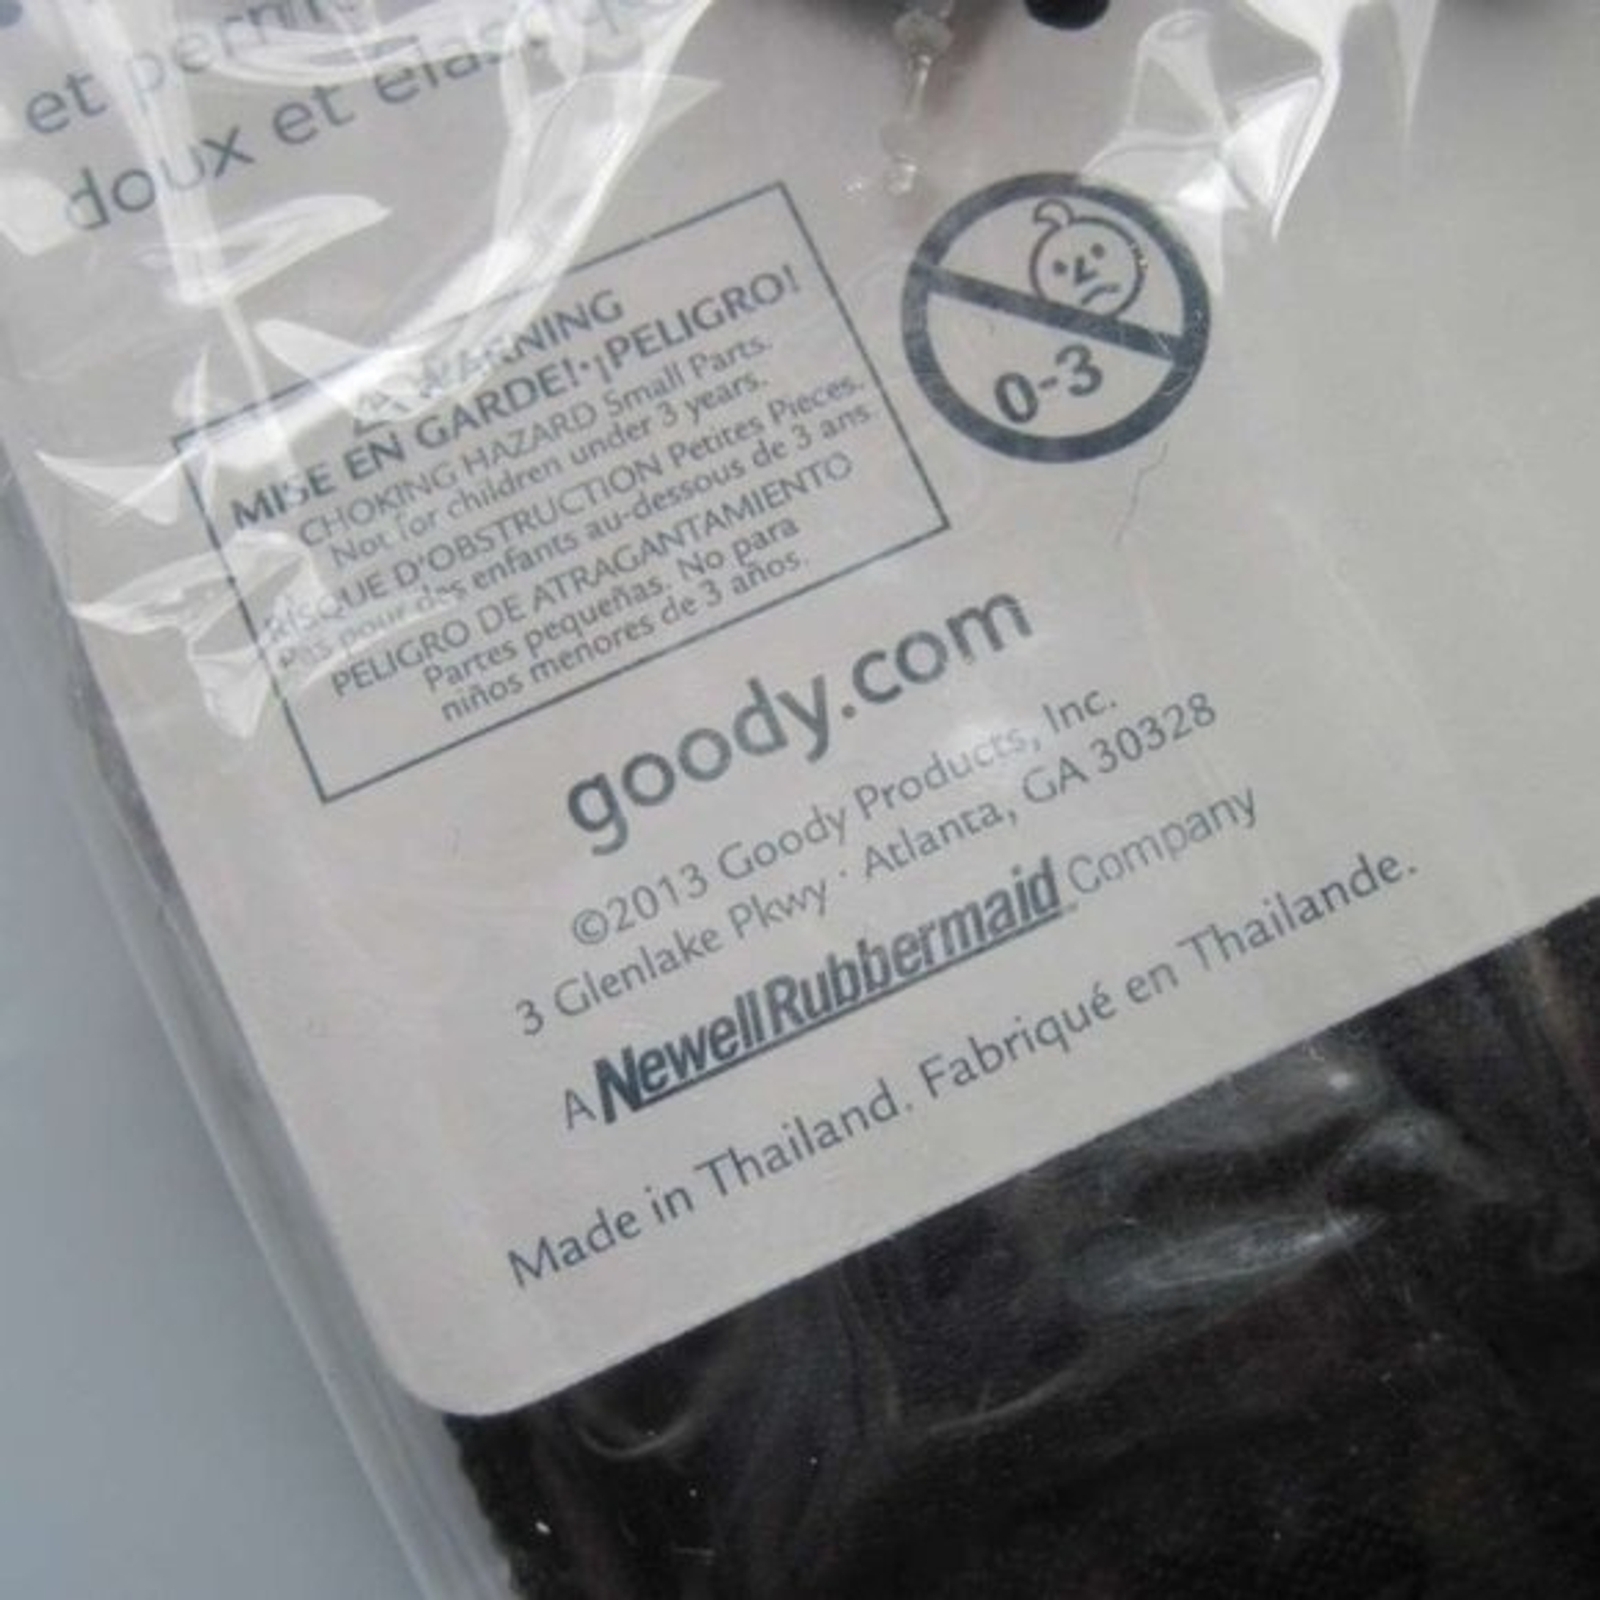 et
doux et élastique
WARNING
MISE EN GARDE!·¡PELIGRO!
CHOKING HAZARD Small Parts.
Not for children under 3 years.
RISQUE D'OBSTRUCTION Petites Pieces.
Pas pour des enfants au-dessous de 3 ans.
PELIGRO DE ATRAGANTAMIENTO
Partes pequeñas. No para
niños menores de 3 años.
0-3
goody.com
©2013 Goody Products, Inc.
3 Glenlake Pkwy · Atlanta, GA 30328
A NewellRubbermaid Company
Made in Thailand. Fabriqué en Thailande.